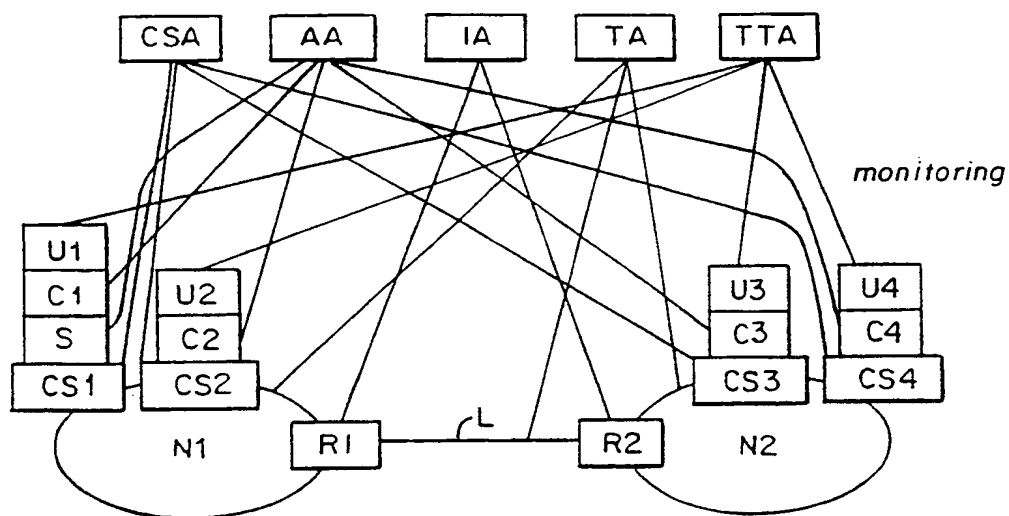 CSA AA IA TA TTA
monitoring
U1
C1
S
CS1
U2
C2
CS2
U3
C3
CS3
U4
C4
CS4
N1
R1
L
R2
N2